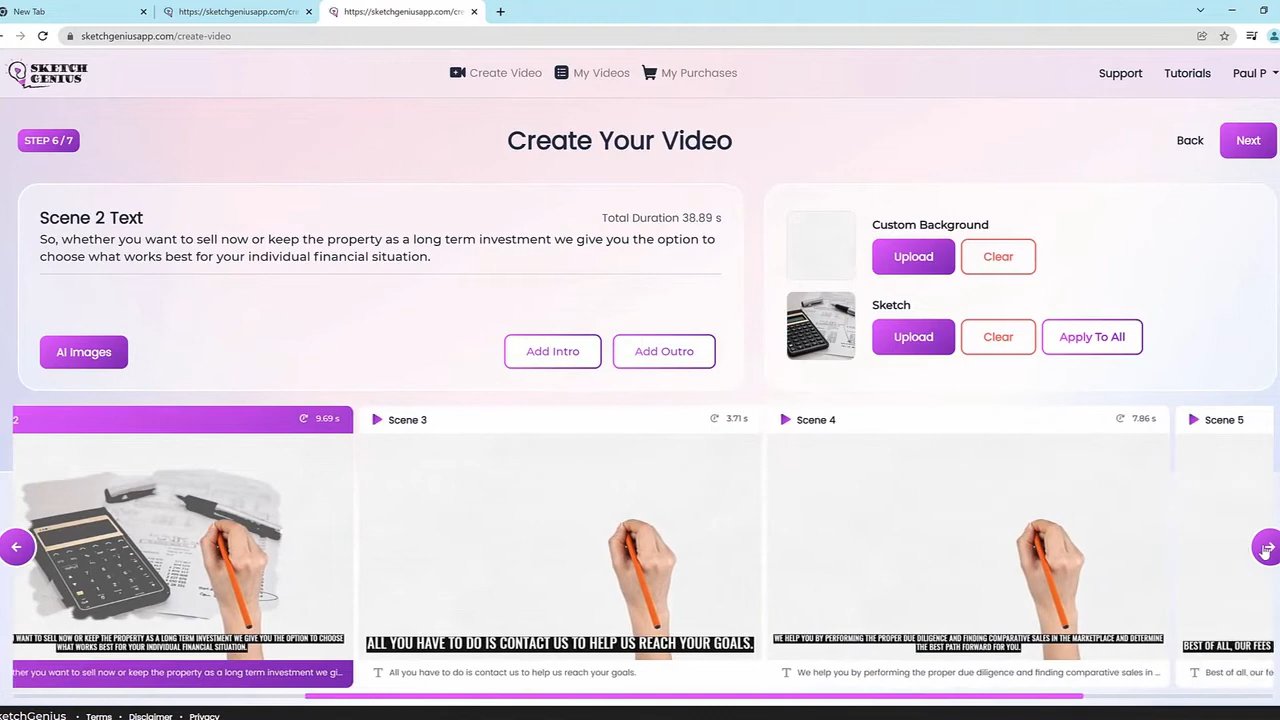 New Tab
https://sketchgeniusapp.com/cre
https://sketchgeniusapp.com/cre
sketchgeniusapp.com/create-video
SKETCH
GENIUS
Create Video
My Videos
My Purchases
Support
Tutorials
Paul P
STEP 6 / 7
Create Your Video
Back
Next
Scene 2 Text
Total Duration 38.89 s
So, whether you want to sell now or keep the property as a long term investment we give you the option to
choose what works best for your individual financial situation.
AI Images
Add Intro
Add Outro
Custom Background
Upload
Clear
Sketch
Upload
Clear
Apply To All
2
9.69 s
Scene 3
3.71 s
Scene 4
7.86 s
Scene 5
WANT TO SELL NOW OR KEEP THE PROPERTY AS A LONG TERM INVESTMENT WE GIVE YOU THE OPTION TO CHOOSE
WHAT WORKS BEST FOR YOUR INDIVIDUAL FINANCIAL SITUATION.
ALL YOU HAVE TO DO IS CONTACT US TO HELP US REACH YOUR GOALS.
WE HELP YOU BY PERFORMING THE PROPER DUE DILIGENCE AND FINDING COMPARATIVE SALES IN THE MARKETPLACE AND DETERMINE
THE BEST PATH FORWARD FOR YOU.
BEST OF ALL, OUR FEES
ther you want to sell now or keep the property as a long term investment we gi...
All you have to do is contact us to help us reach your goals.
We help you by performing the proper due diligence and finding comparative sales in ...
Best of all, our fe
ketchGenius • Terms • Disclaimer • Privacy